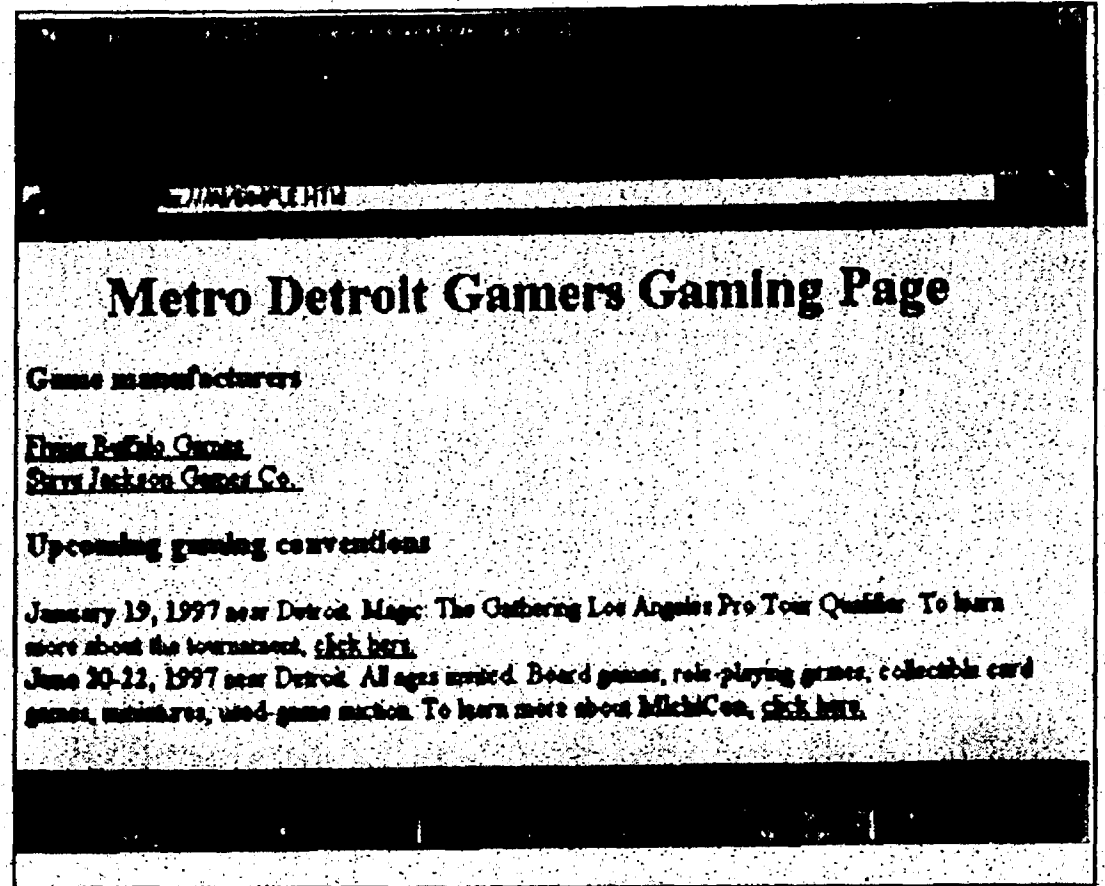 Metro Detroit Gamers Gaming Page
Game manufacturers
Flying Buffalo Games
Steve Jackson Games Co.
Upcoming gaming conventions
January 19, 1997 near Detroit. Magic: The Gathering Los Angeles Pro Tour Qualifier. To learn
more about the tournament, click here.
June 20-22, 1997 near Detroit. All ages invited. Board games, role-playing games, collectible card
games, miniatures, used-game auction. To learn more about MichiCon, click here.